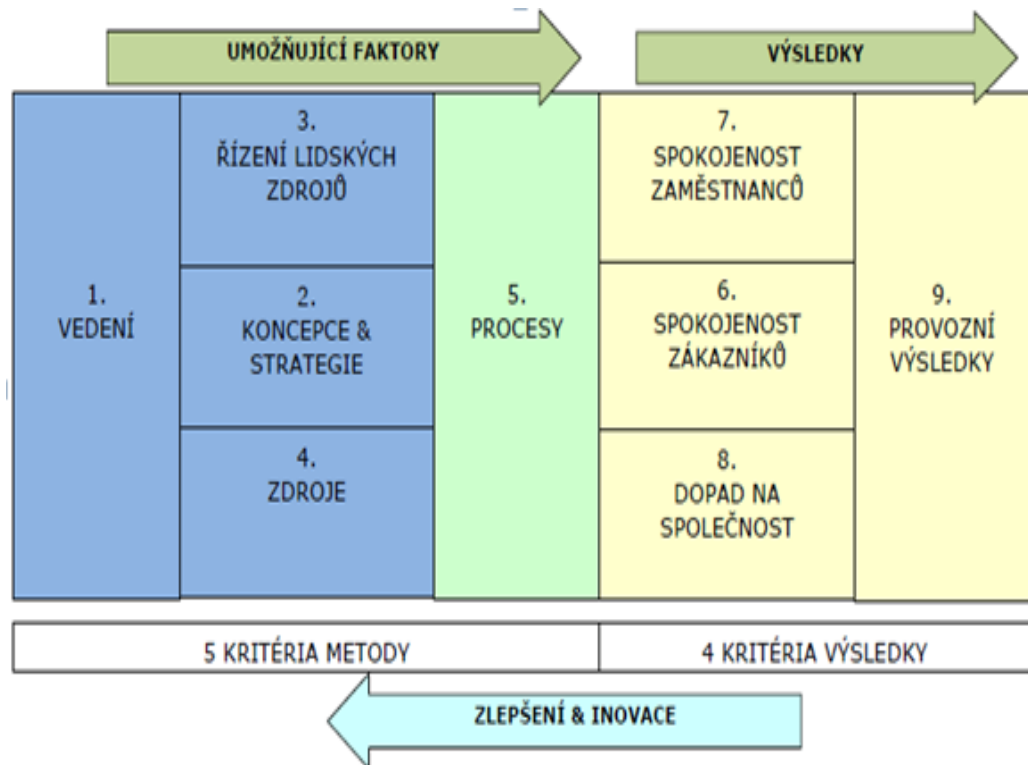 UMOŽŇUJÍCÍ FAKTORY
VÝSLEDKY
1.
VEDENÍ
3.
ŘÍZENÍ LIDSKÝCH
ZDROJŮ
2.
KONCEPCE &
STRATEGIE
4.
ZDROJE
5.
PROCESY
7.
SPOKOJENOST
ZAMĚSTNANCŮ
6.
SPOKOJENOST
ZÁKAZNÍKŮ
8.
DOPAD NA
SPOLEČNOST
9.
PROVOZNÍ
VÝSLEDKY
5 KRITÉRIA METODY
4 KRITÉRIA VÝSLEDKY
ZLEPŠENÍ & INOVACE